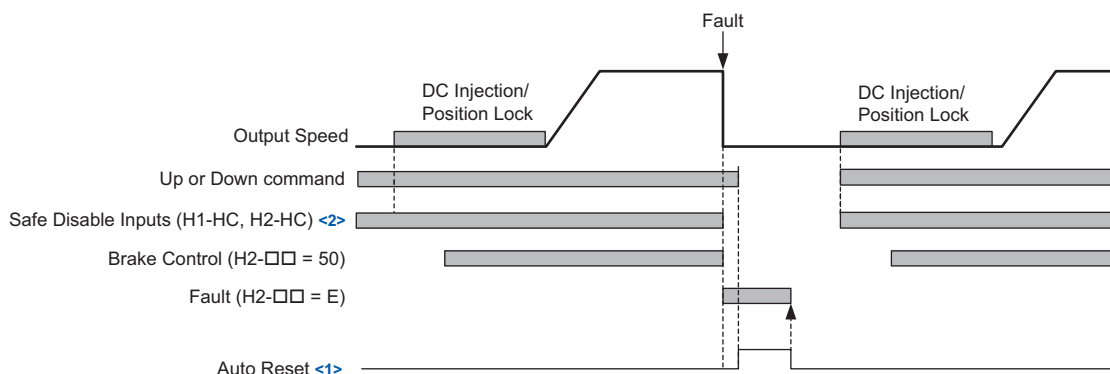 Fault
DC Injection/
Position Lock
DC Injection/
Position Lock
Output Speed
Up or Down command
Safe Disable Inputs (H1-HC, H2-HC) <2>
Brake Control (H2-□□ = 50)
Fault (H2-□□ = E)
Auto Reset <1>